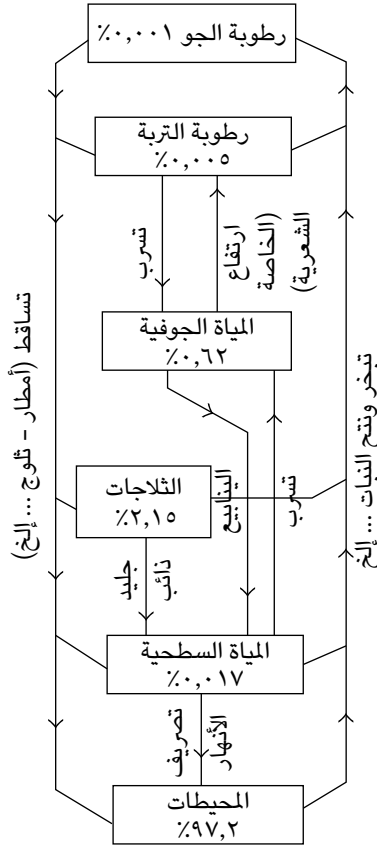 رطوبة الجو ٠,٠٠١٪
رطوبة التربة
٠,٠٠٥٪
تسرب
ارتفاع
(الخاصة
الشعرية)
المياة الجوفية
٠,٦٢٪
تساقط (أمطار - ثلوج ... إلخ)
تبخر ونتح النبات ... إلخ
الثلاجات
٢,١٥٪
الينابيع
تسرب
جليد
ذائب
المياة السطحية
٠,٠١٧٪
تصريف
الأنهار
المحيطات
٩٧,٢٪